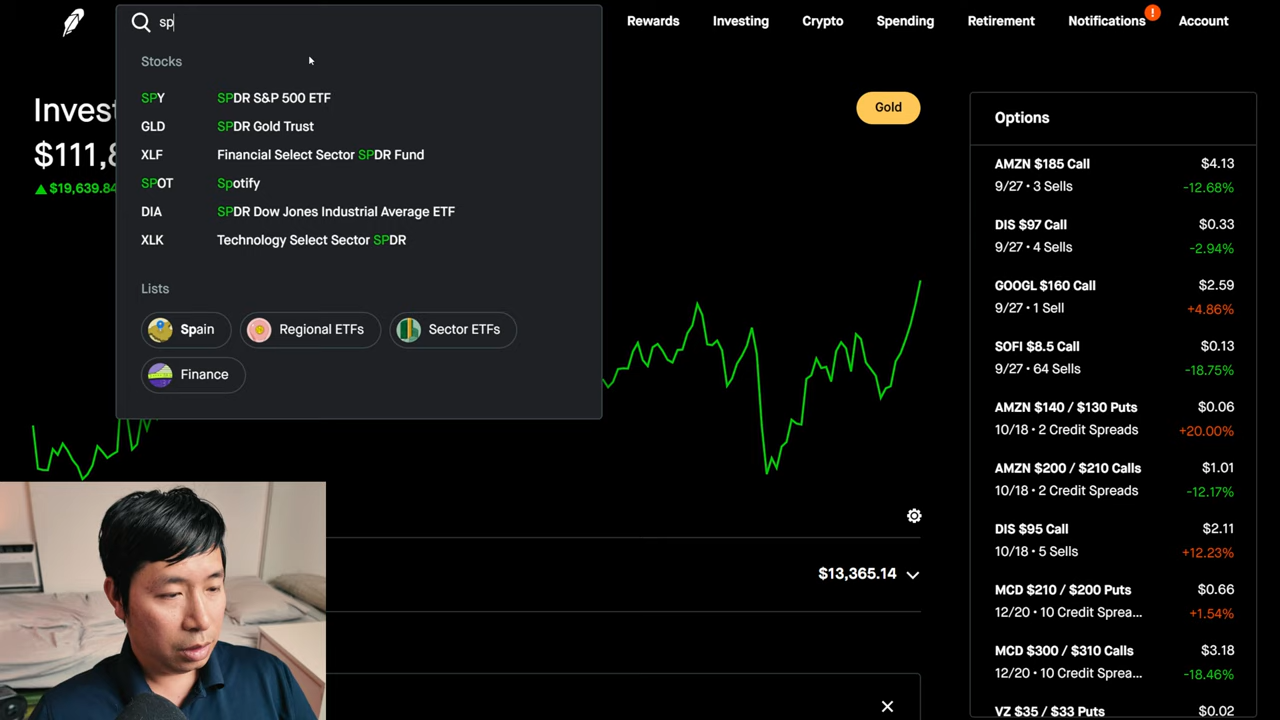 sp
Rewards
Investing
Crypto
Spending
Retirement
Notifications
!
Account
Stocks
SPY SPDR S&P 500 ETF
GLD SPDR Gold Trust
XLF Financial Select Sector SPDR Fund
SPOT Spotify
DIA SPDR Dow Jones Industrial Average ETF
XLK Technology Select Sector SPDR
Lists
Spain
Regional ETFs
Sector ETFs
Finance
$19,639.84
Gold
$13,365.14
Options
AMZN $185 Call $4.13
9/27 • 3 Sells -12.68%
DIS $97 Call $0.33
9/27 • 4 Sells -2.94%
GOOGL $160 Call $2.59
9/27 • 1 Sell +4.86%
SOFI $8.5 Call $0.13
9/27 • 64 Sells -18.75%
AMZN $140 / $130 Puts $0.06
10/18 • 2 Credit Spreads +20.00%
AMZN $200 / $210 Calls $1.01
10/18 • 2 Credit Spreads -12.17%
DIS $95 Call $2.11
10/18 • 5 Sells +12.23%
MCD $210 / $200 Puts $0.66
12/20 • 10 Credit Sprea... +1.54%
MCD $300 / $310 Calls $3.18
12/20 • 10 Credit Sprea... -18.46%
VZ $35 / $33 Puts $0.02